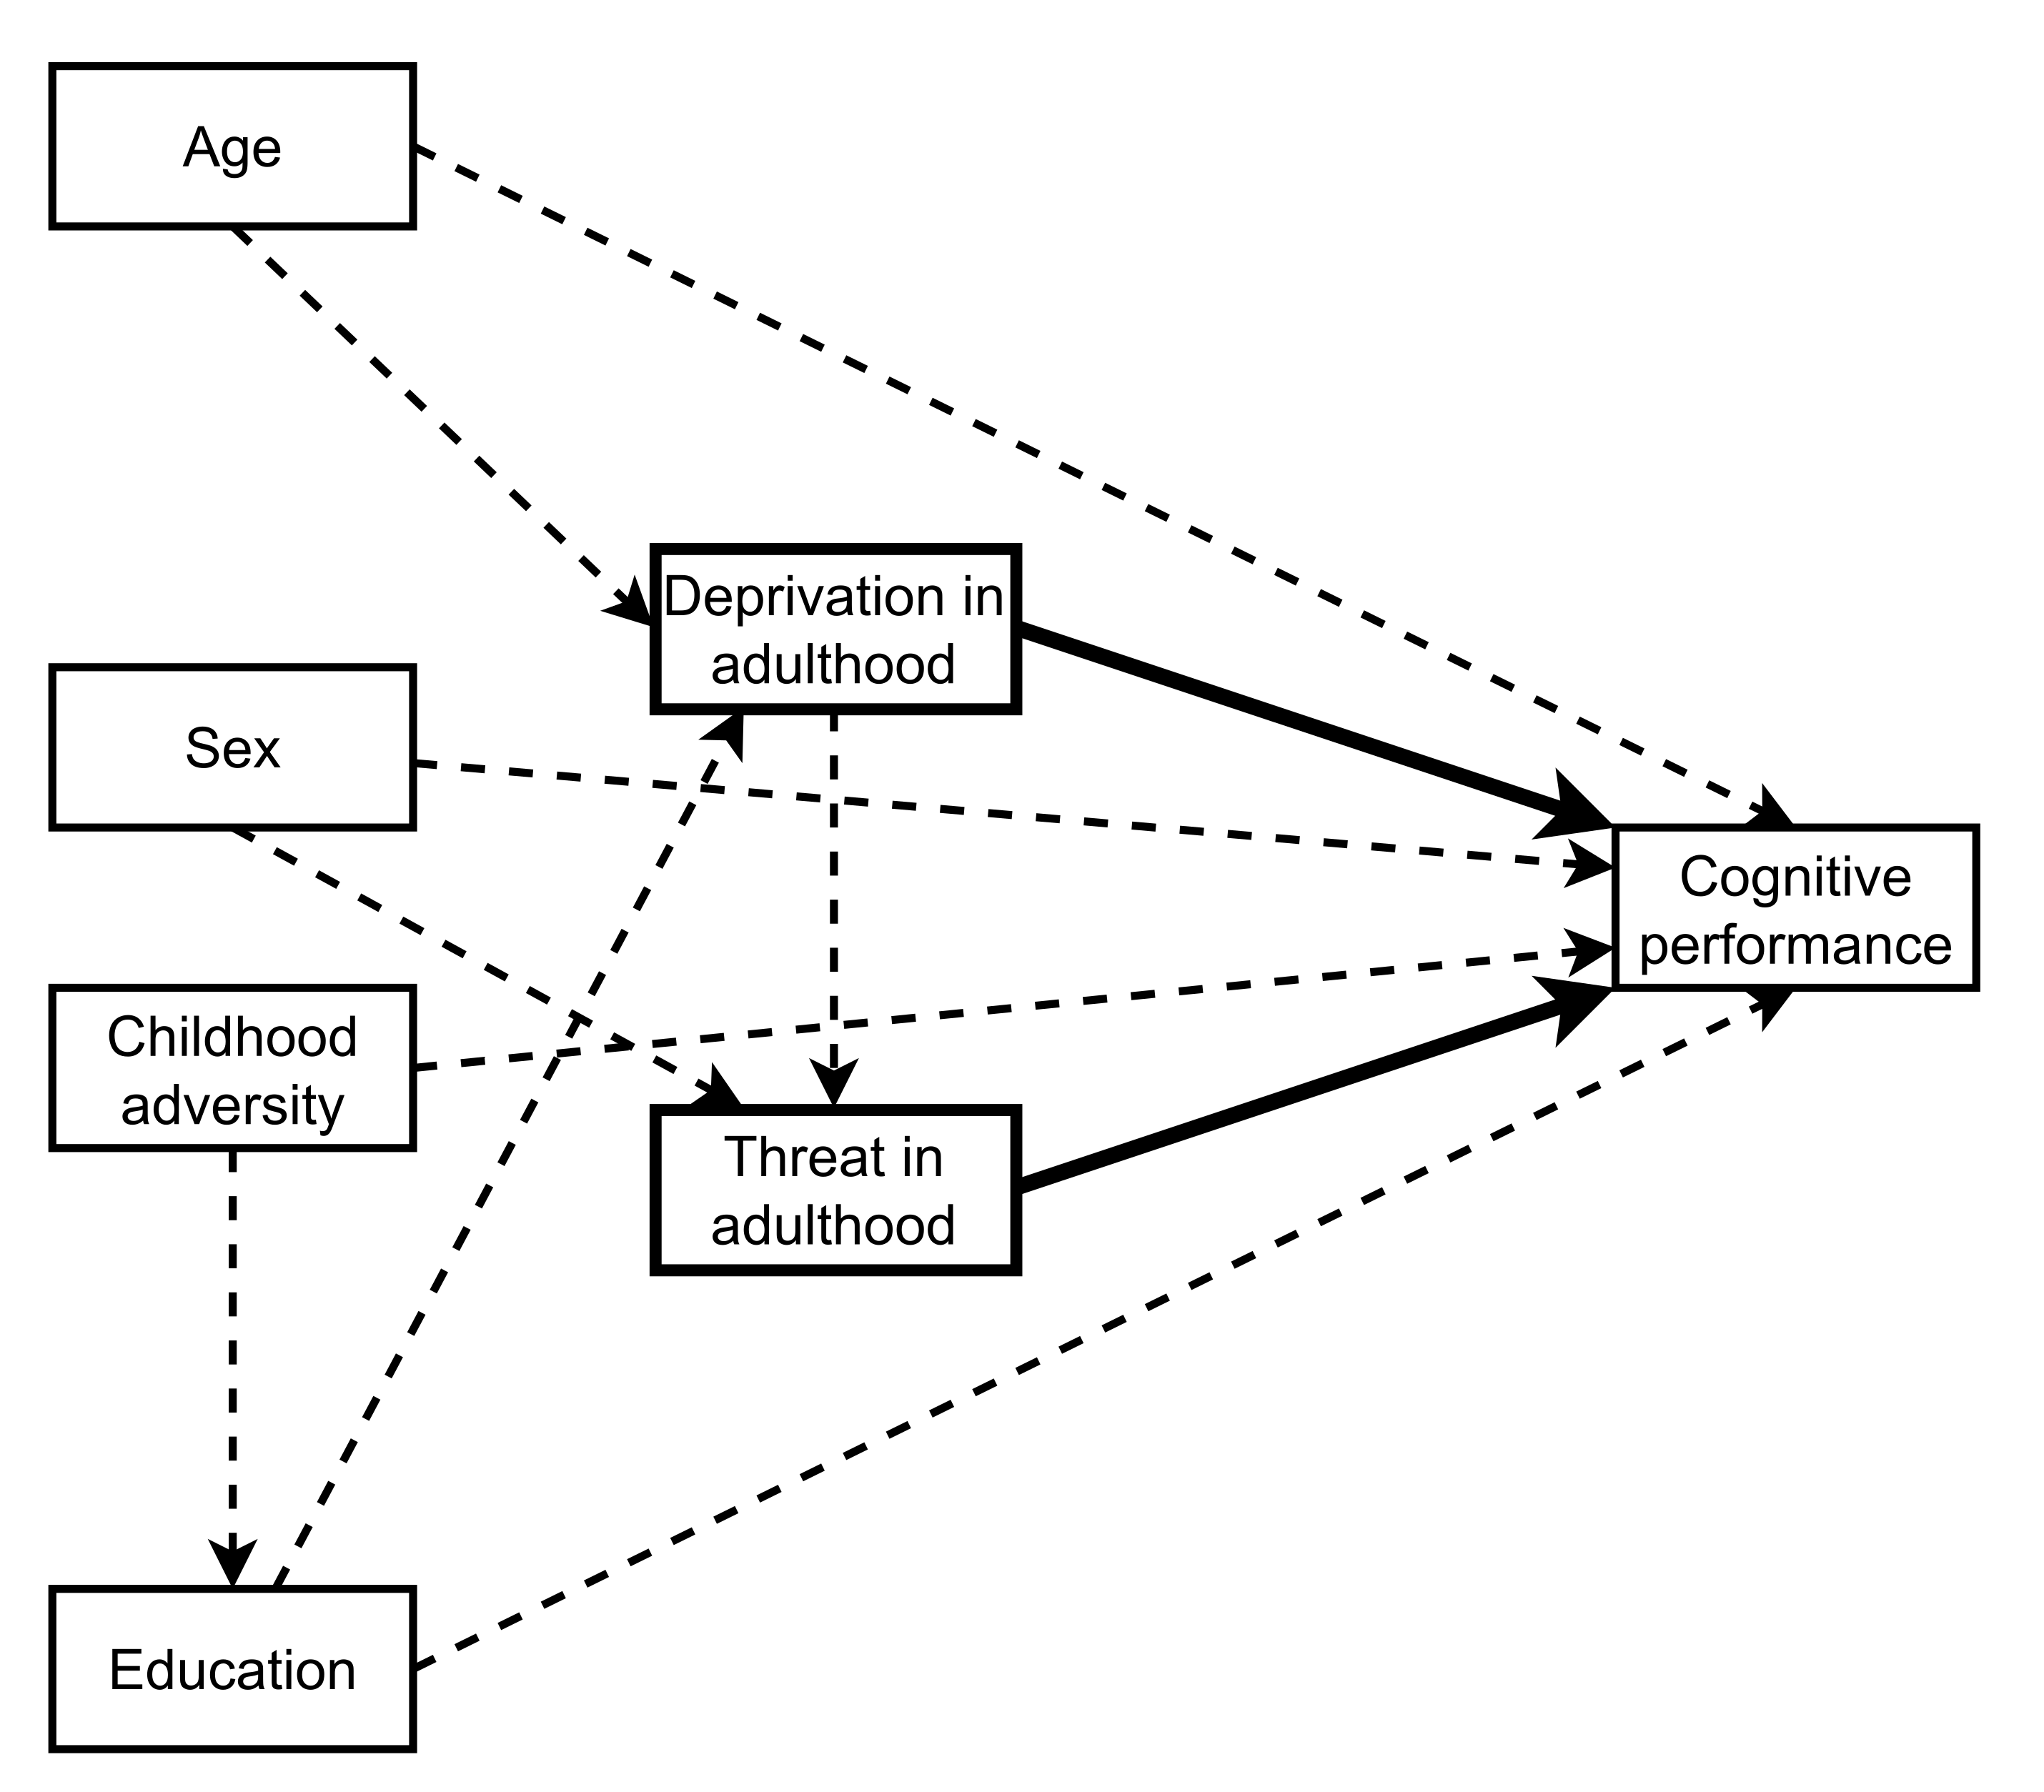 Age
Deprivation in
adulthood
Sex
Cognitive
performance
Childhood
adversity
Threat in
adulthood
Education